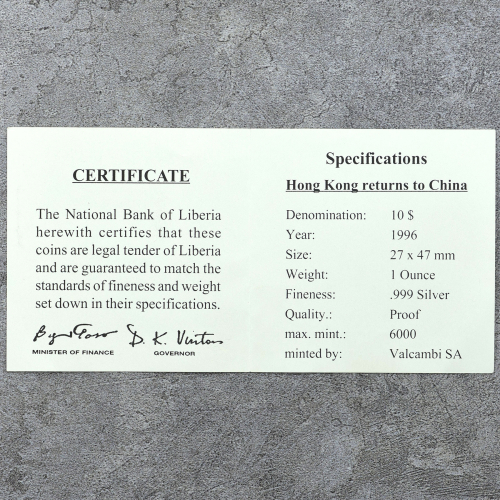 CERTIFICATE
The National Bank of Liberia
herewith certifies that these
coins are legal tender of Liberia
and are guaranteed to match the
standards of fineness and weight
set down in their specifications.
MINISTER OF FINANCE
GOVERNOR
Specifications
Hong Kong returns to China
Denomination: 10 $
Year: 1996
Size: 27 x 47 mm
Weight: 1 Ounce
Fineness: .999 Silver
Quality.: Proof
max. mint.: 6000
minted by: Valcambi SA